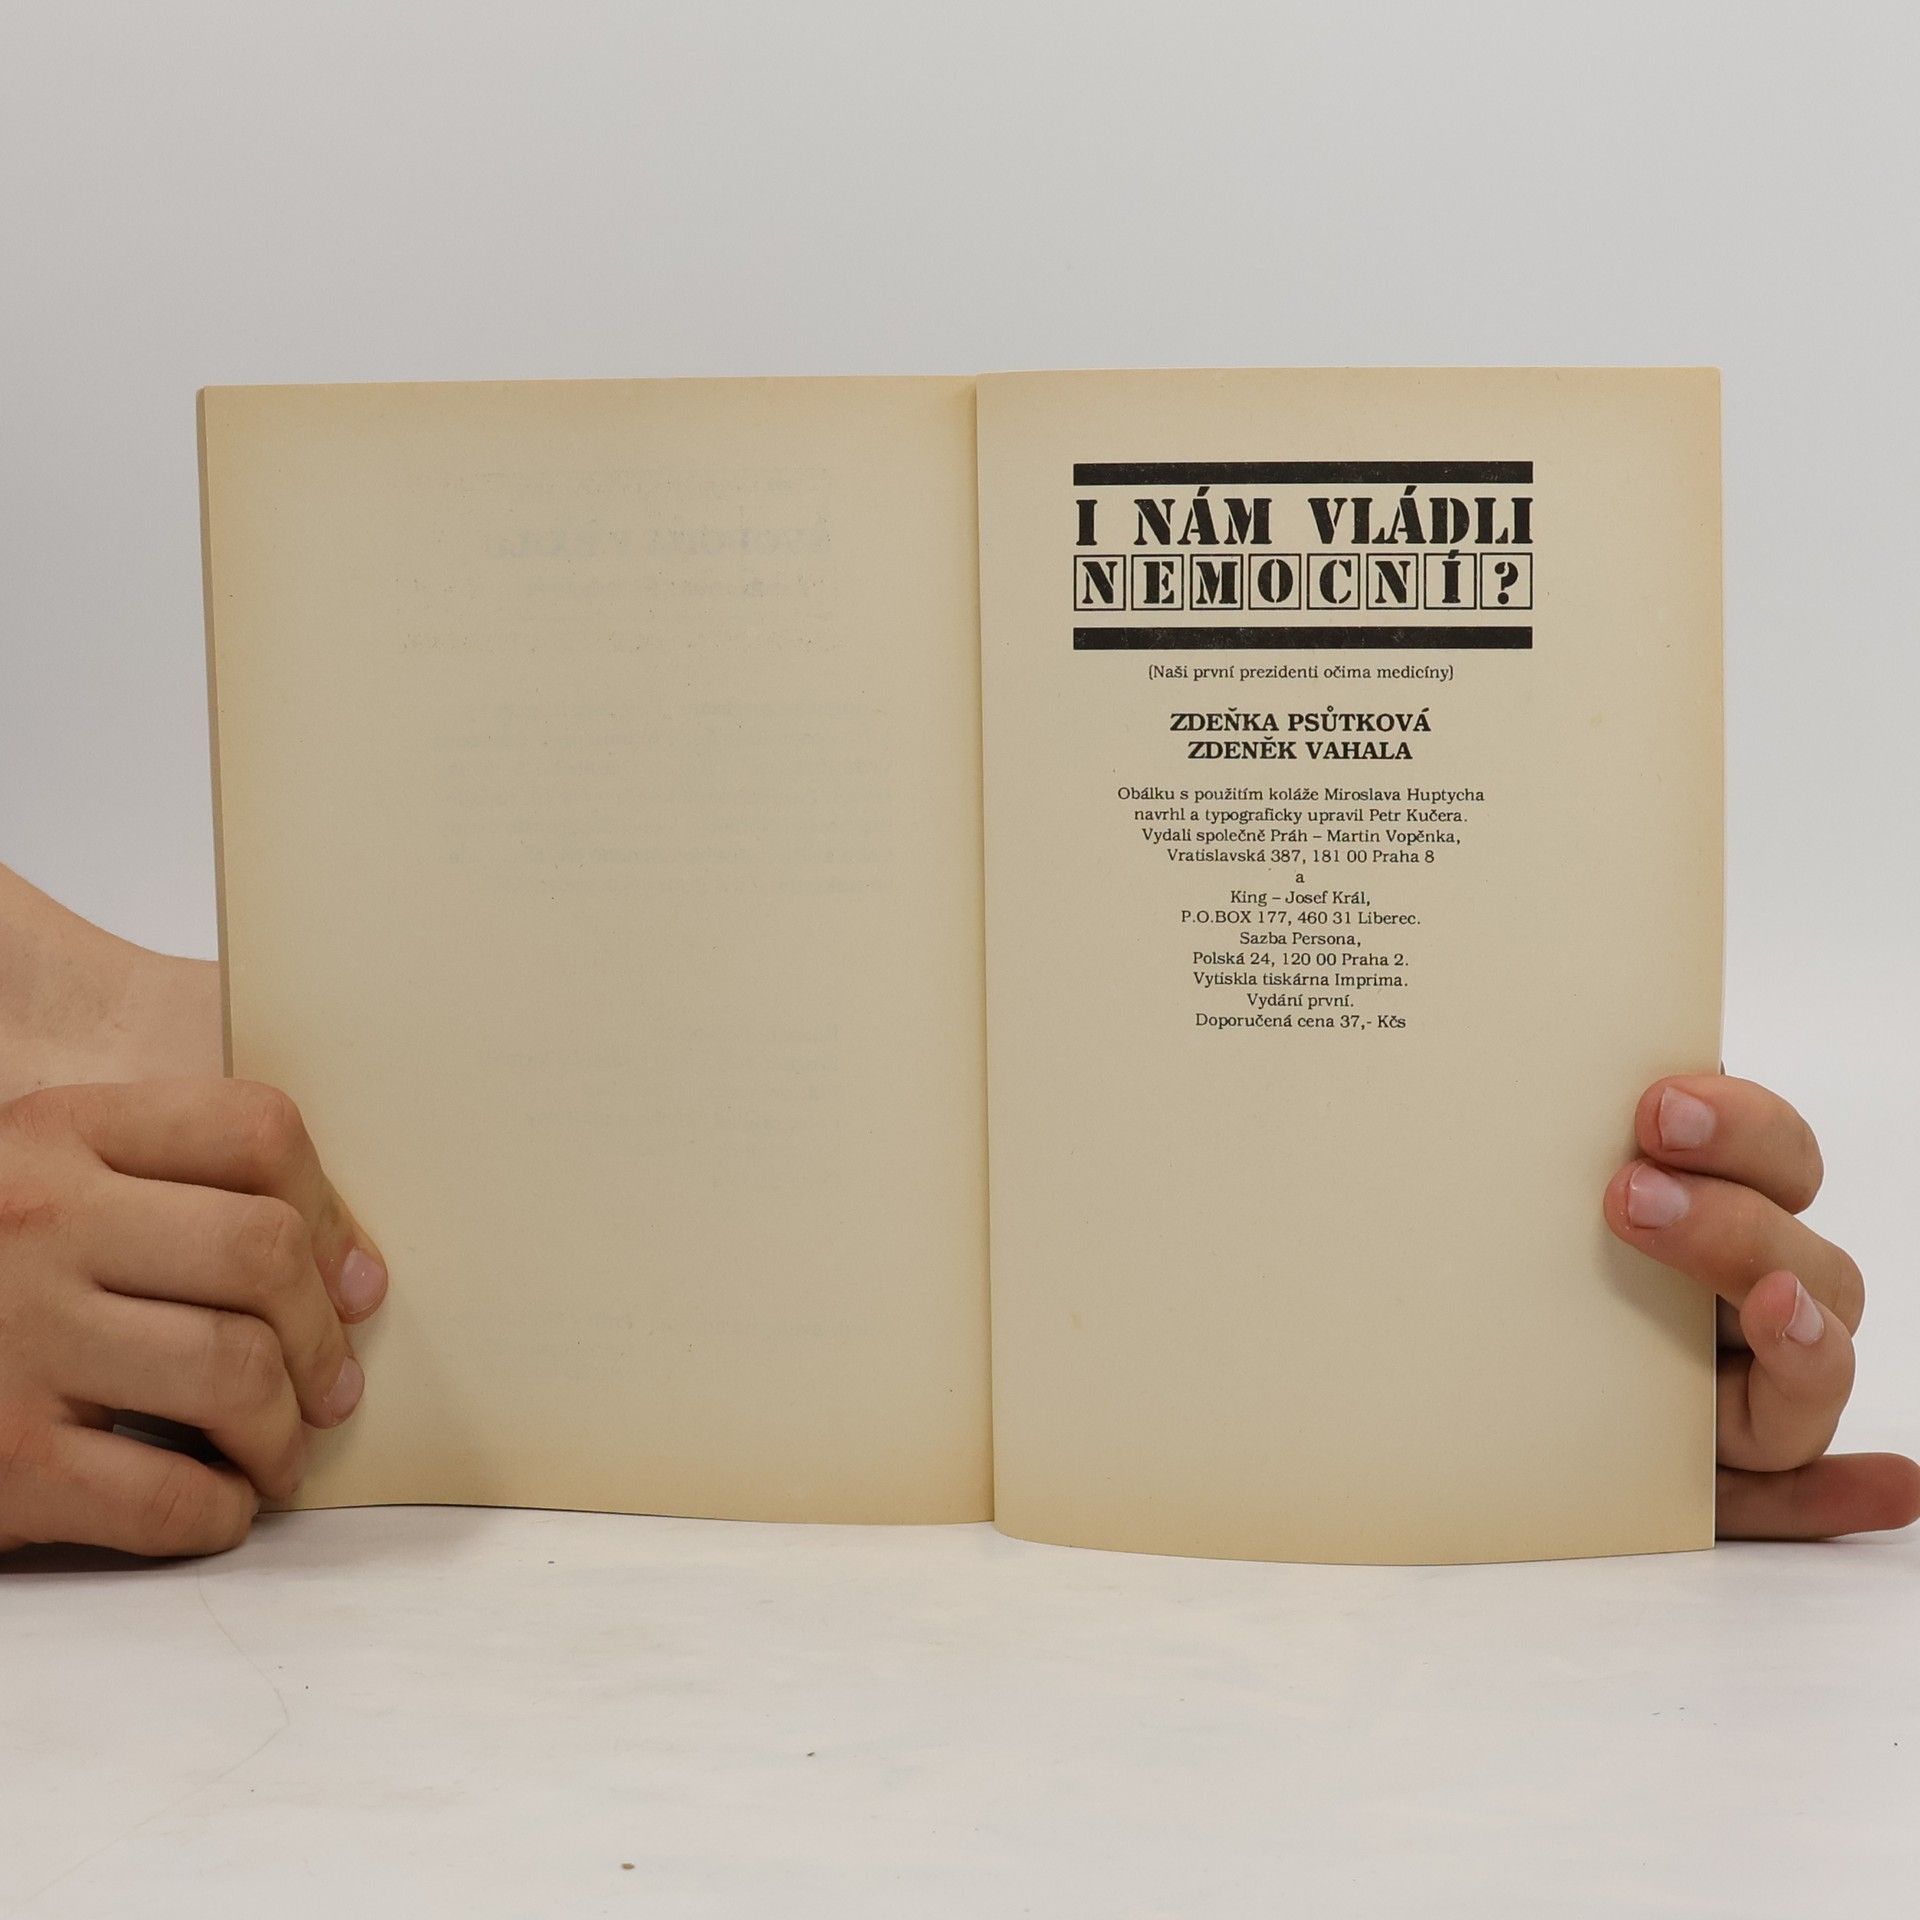 I NÁM VLÁDLI
NEMOCNÍ?
(Naši první prezidenti očima medicíny)
ZDEŇKA PSŮTKOVÁ
ZDENĚK VAHALA
Obálku s použitím koláže Miroslava Huptycha
navrhl a typograficky upravil Petr Kučera.
Vydali společně Práh – Martin Vopěnka,
Vratislavská 387, 181 00 Praha 8
a
King – Josef Král,
P.O.BOX 177, 460 31 Liberec.
Sazba Persona,
Polská 24, 120 00 Praha 2.
Vytiskla tiskárna Imprima.
Vydání první.
Doporučená cena 37,- Kčs